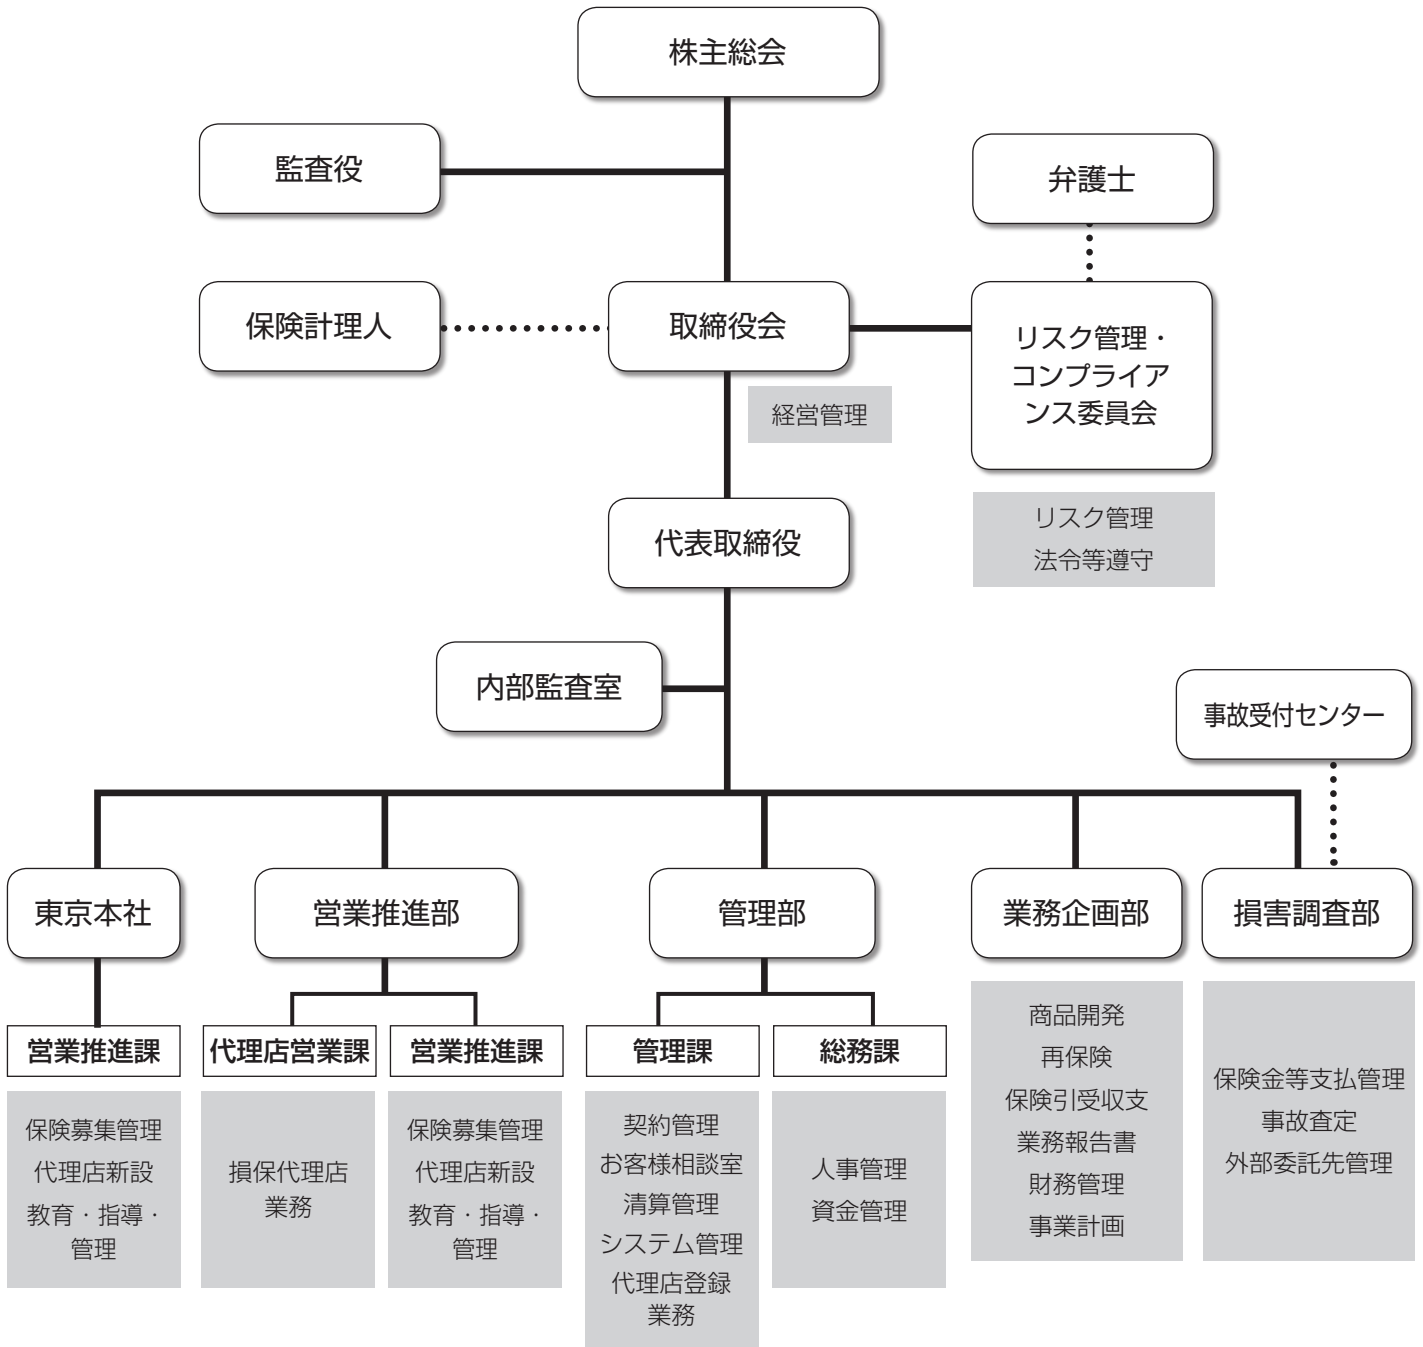 株主総会
監査役
弁護士
保険計理人
取締役会
リスク管理・
コンプライア
ンス委員会
経営管理
リスク管理
法令等遵守
代表取締役
内部監査室
事故受付センター
東京本社
営業推進部
管理部
業務企画部
損害調査部
営業推進課
代理店営業課
営業推進課
管理課
総務課
保険募集管理
代理店新設
教育・指導・
管理
損保代理店
業務
保険募集管理
代理店新設
教育・指導・
管理
契約管理
お客様相談室
清算管理
システム管理
代理店登録
業務
人事管理
資金管理
商品開発
再保険
保険引受収支
業務報告書
財務管理
事業計画
保険金等支払管理
事故査定
外部委託先管理